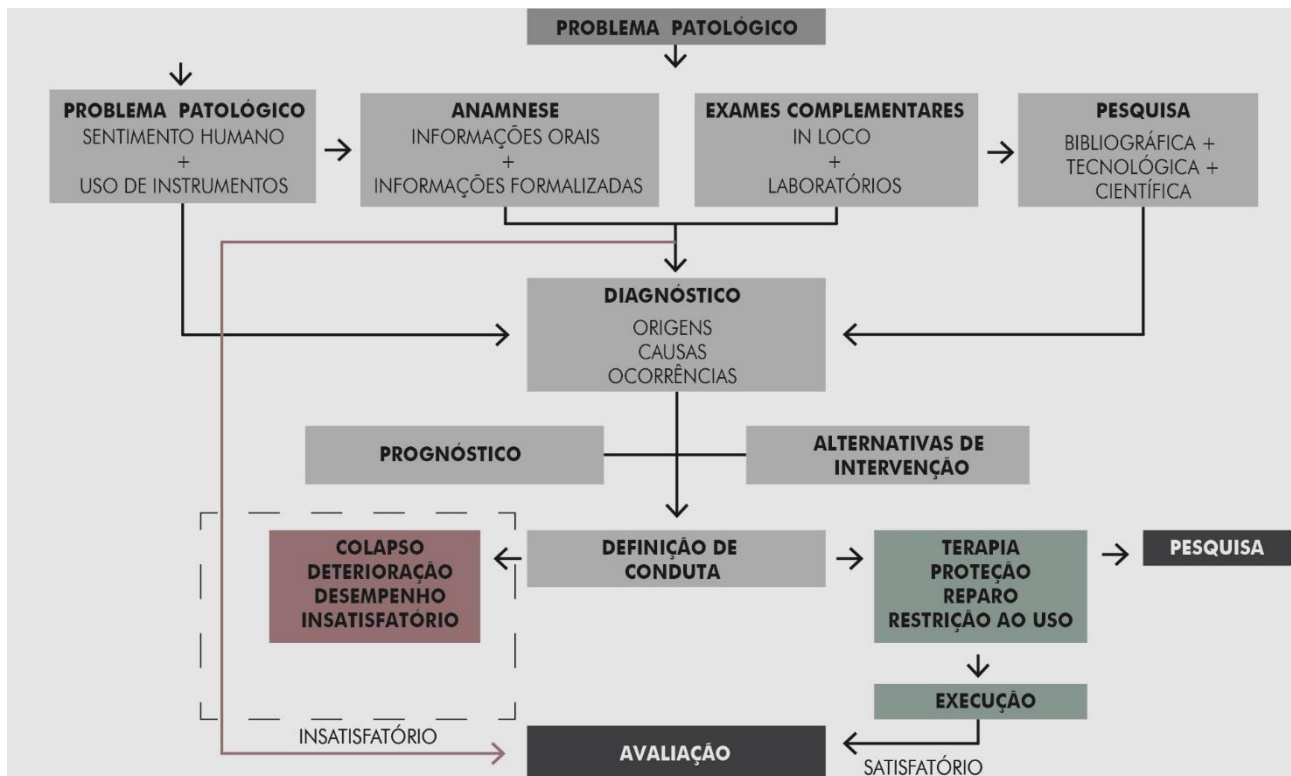 PROBLEMA PATOLÓGICO
PROBLEMA PATOLÓGICO
SENTIMENTO HUMANO
+
USO DE INSTRUMENTOS
ANAMNESE
INFORMAÇÕES ORAIS
+
INFORMAÇÕES FORMALIZADAS
EXAMES COMPLEMENTARES
IN LOCO
+
LABORATÓRIOS
PESQUISA
BIBLIOGRÁFICA +
TECNOLÓGICA +
CIENTÍFICA
DIAGNÓSTICO
ORIGENS
CAUSAS
OCORRÊNCIAS
PROGNÓSTICO
ALTERNATIVAS DE
INTERVENÇÃO
COLAPSO
DETERIORAÇÃO
DESEMPENHO
INSATISFATÓRIO
DEFINIÇÃO DE
CONDUTA
TERAPIA
PROTEÇÃO
REPARO
RESTRIÇÃO AO USO
PESQUISA
EXECUÇÃO
INSATISFATÓRIO
AVALIAÇÃO
SATISFATÓRIO